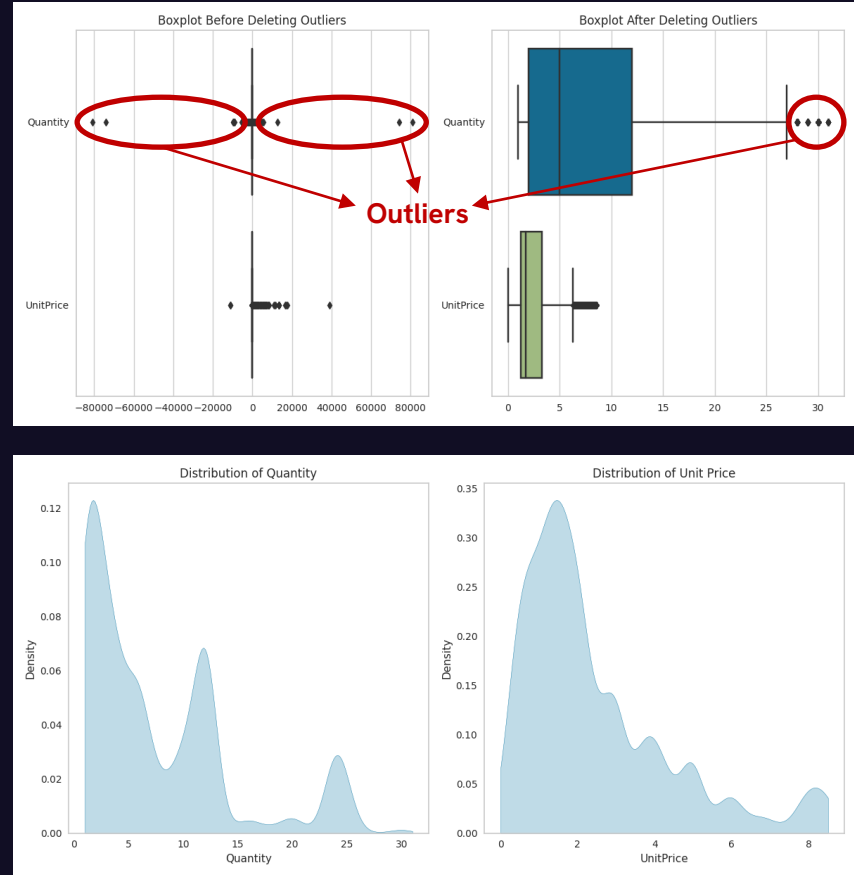 Boxplot Before Deleting Outliers
Quantity
UnitPrice
−80000 −60000 −40000 −20000 0 20000 40000 60000 80000
Boxplot After Deleting Outliers
Quantity
UnitPrice
0 5 10 15 20 25 30
Outliers
Distribution of Quantity
Density
0.12
0.10
0.08
0.06
0.04
0.02
0.00
0 5 10 15 20 25 30
Quantity
Distribution of Unit Price
Density
0.35
0.30
0.25
0.20
0.15
0.10
0.05
0.00
0 2 4 6 8
UnitPrice